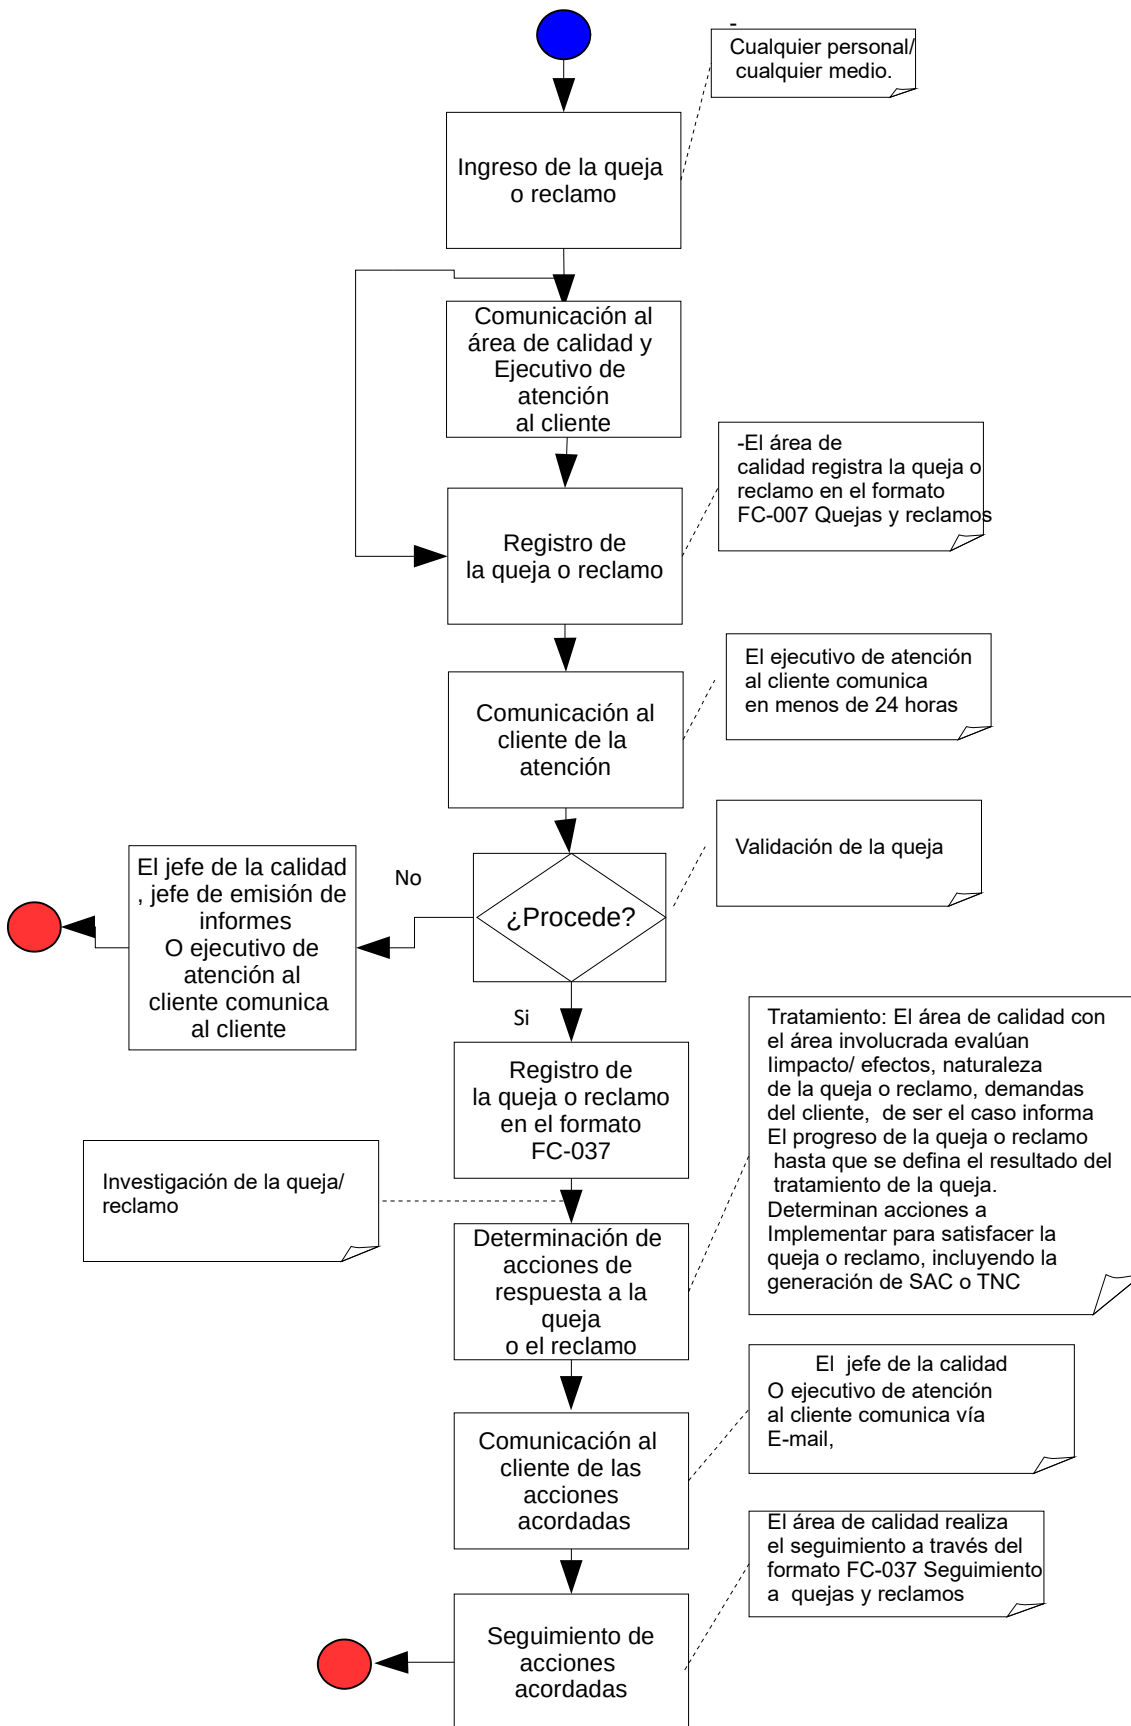 -
Cualquier personal/
cualquier medio.
Ingreso de la queja
o reclamo
Comunicación al
área de calidad y
Ejecutivo de
atención
al cliente
-El área de
calidad registra la queja o
reclamo en el formato
FC-007 Quejas y reclamos
Registro de
la queja o reclamo
El ejecutivo de atención
al cliente comunica
en menos de 24 horas
Comunicación al
cliente de la
atención
Validación de la queja
¿Procede?
No
El jefe de la calidad
, jefe de emisión de
informes
O ejecutivo de
atención al
cliente comunica
al cliente
Si
Registro de
la queja o reclamo
en el formato
FC-037
Tratamiento: El área de calidad con
el área involucrada evalúan
Iimpacto/ efectos, naturaleza
de la queja o reclamo, demandas
del cliente,  de ser el caso informa
El progreso de la queja o reclamo
hasta que se defina el resultado del
tratamiento de la queja.
Determinan acciones a
Implementar para satisfacer la
queja o reclamo, incluyendo la
generación de SAC o TNC
Investigación de la queja/
reclamo
Determinación de
acciones de
respuesta a la
queja
o el reclamo
El  jefe de la calidad
O ejecutivo de atención
al cliente comunica vía
E-mail,
Comunicación al
cliente de las
acciones
acordadas
El área de calidad realiza
el seguimiento a través del
formato FC-037 Seguimiento
a  quejas y reclamos
Seguimiento de
acciones
acordadas